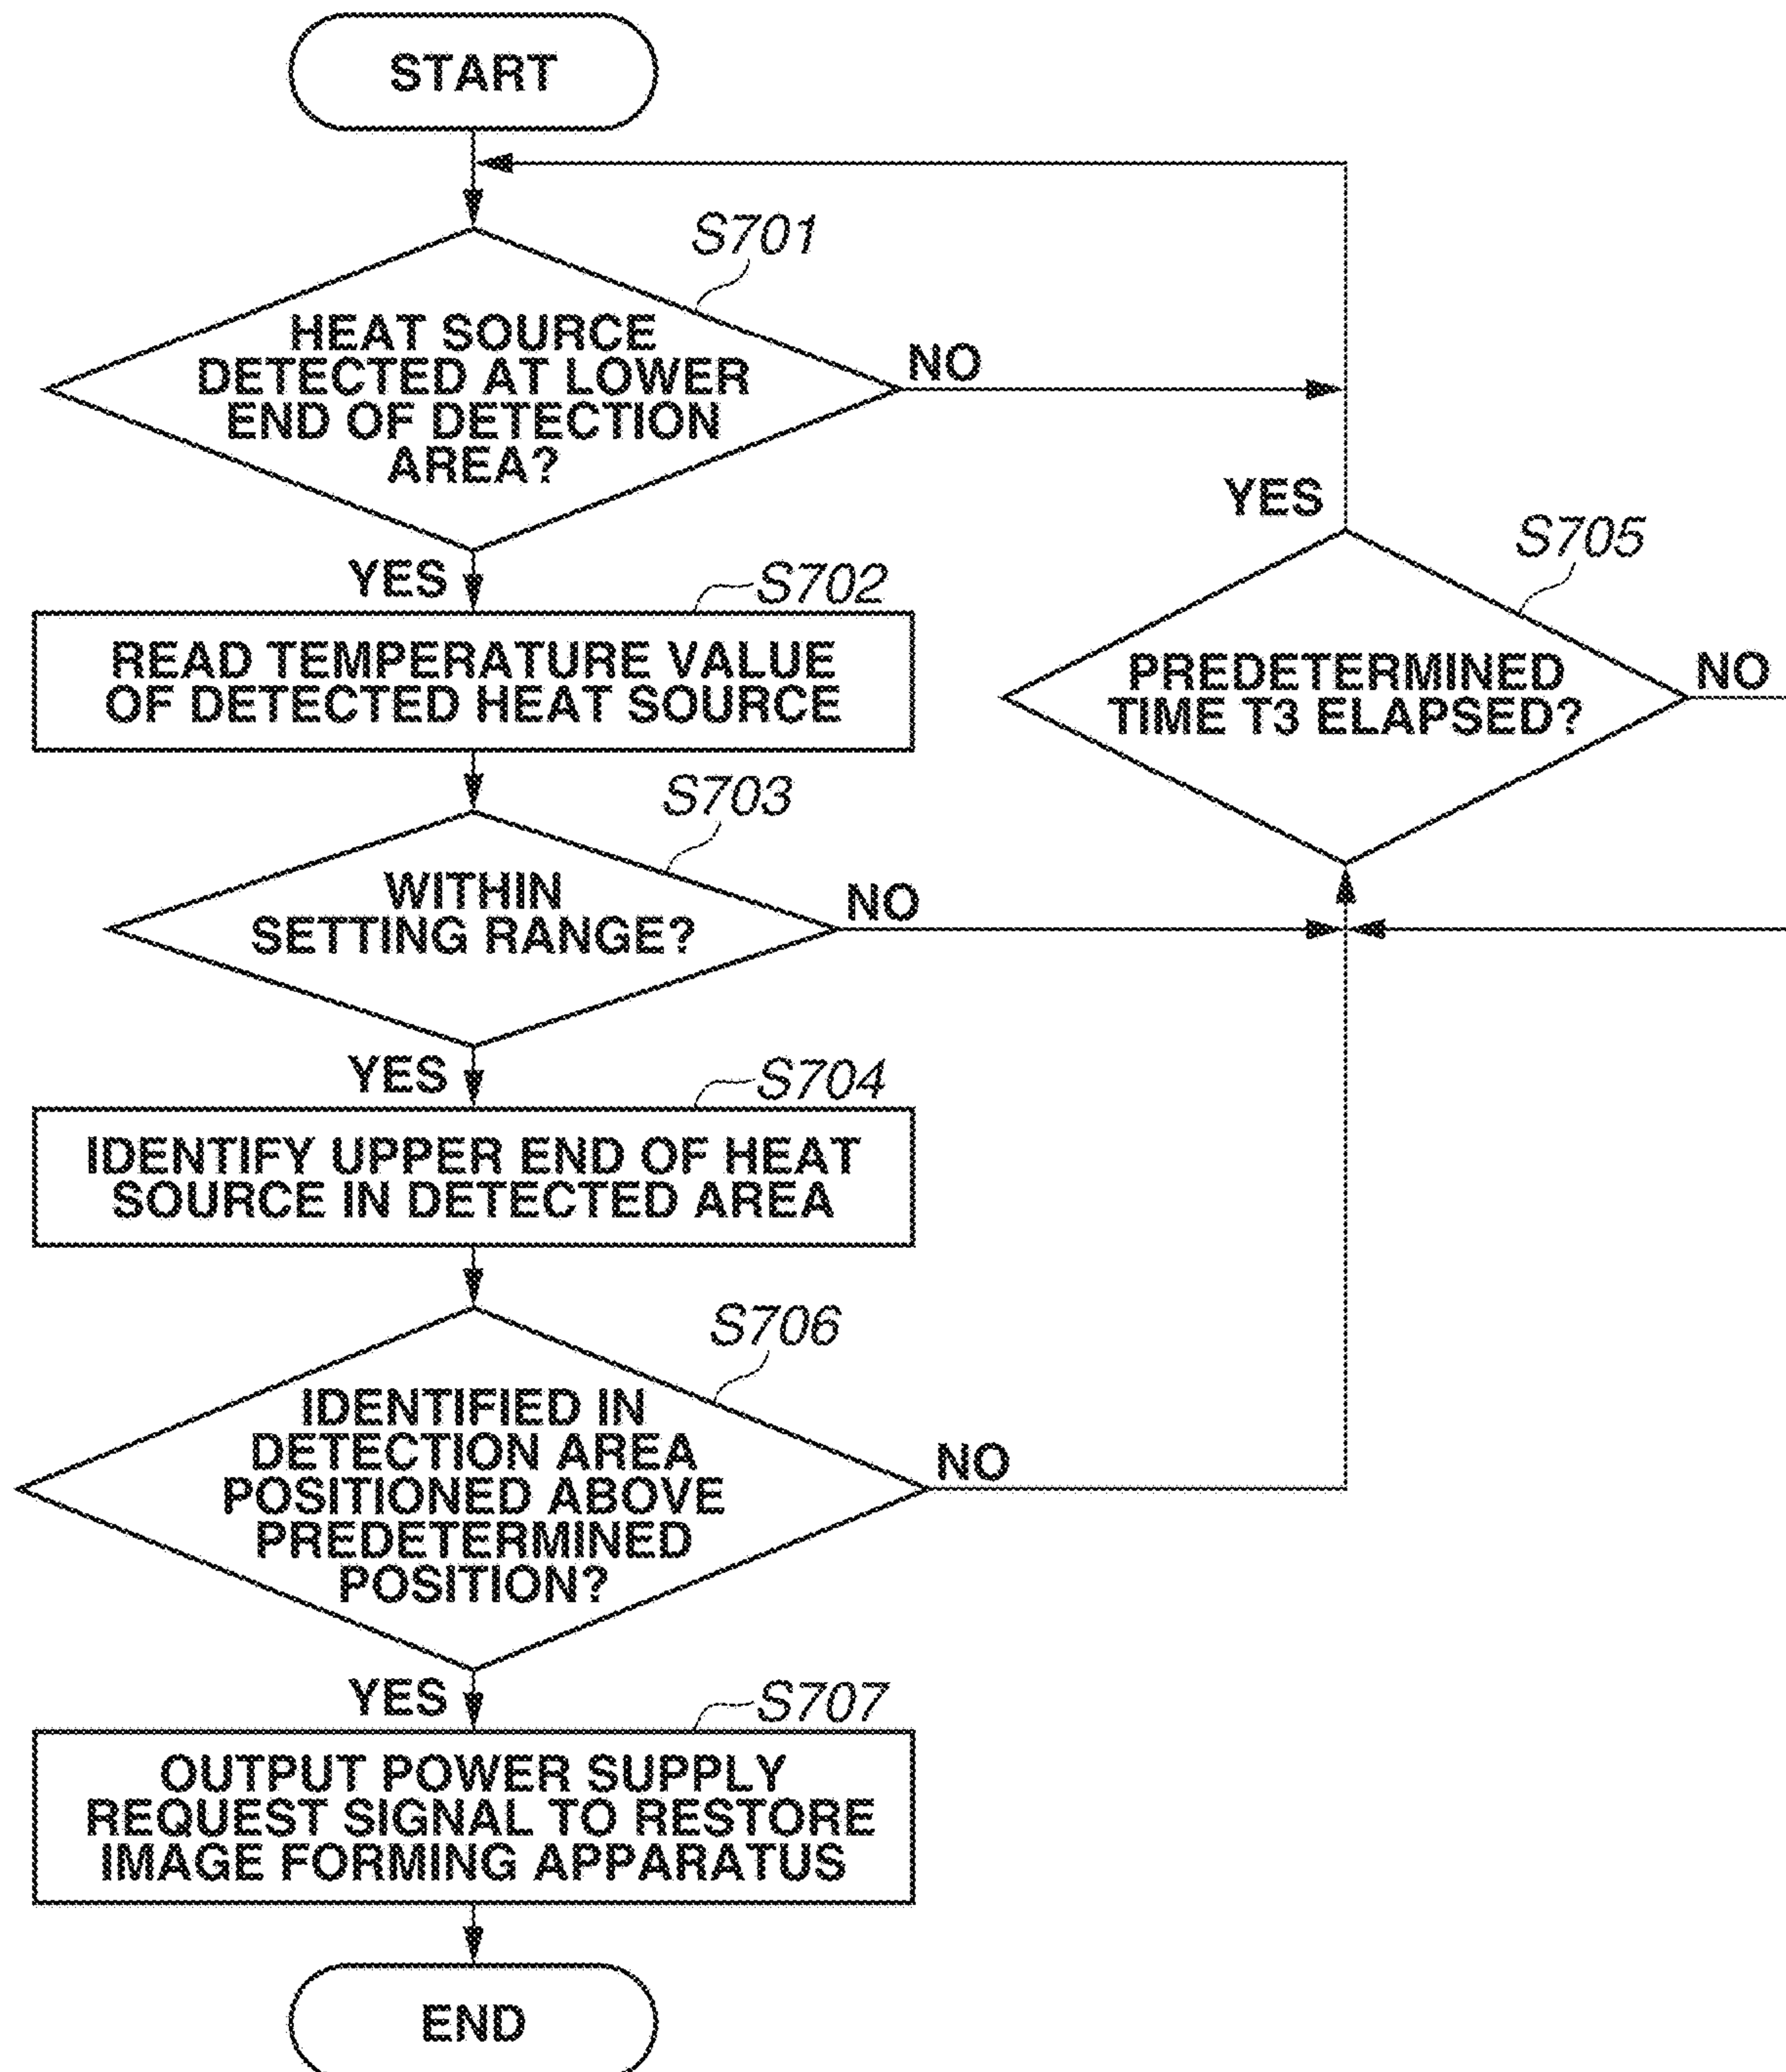 START
S701
HEAT SOURCE
DETECTED AT LOWER
END OF DETECTION
AREA?
NO
YES
S702
READ TEMPERATURE VALUE
OF DETECTED HEAT SOURCE
YES
S705
PREDETERMINED
TIME T3 ELAPSED?
NO
S703
WITHIN
SETTING RANGE?
NO
YES
S704
IDENTIFY UPPER END OF HEAT
SOURCE IN DETECTED AREA
S706
IDENTIFIED IN
DETECTION AREA
POSITIONED ABOVE
PREDETERMINED
POSITION?
NO
YES
S707
OUTPUT POWER SUPPLY
REQUEST SIGNAL TO RESTORE
IMAGE FORMING APPARATUS
END